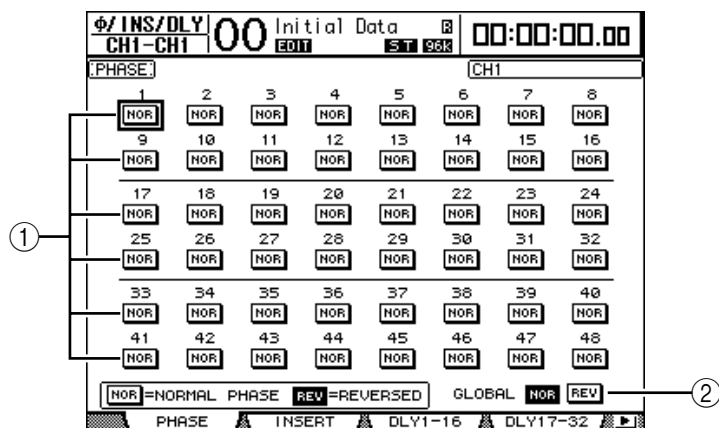 Φ/INS/DLY 00 Initial Data R 00:00:00.00
CH1-CH1 EDIT ST 96K
PHASE CH1
1 2 3 4 5 6 7 8
NOR NOR NOR NOR NOR NOR NOR NOR
9 10 11 12 13 14 15 16
NOR NOR NOR NOR NOR NOR NOR NOR
17 18 19 20 21 22 23 24
① NOR NOR NOR NOR NOR NOR NOR NOR
25 26 27 28 29 30 31 32
NOR NOR NOR NOR NOR NOR NOR NOR
33 34 35 36 37 38 39 40
NOR NOR NOR NOR NOR NOR NOR NOR
41 42 43 44 45 46 47 48
NOR NOR NOR NOR NOR NOR NOR NOR
NOR=NORMAL PHASE REV=REVERSED GLOBAL NOR REV ②
PHASE INSERT DLY1-16 DLY17-32